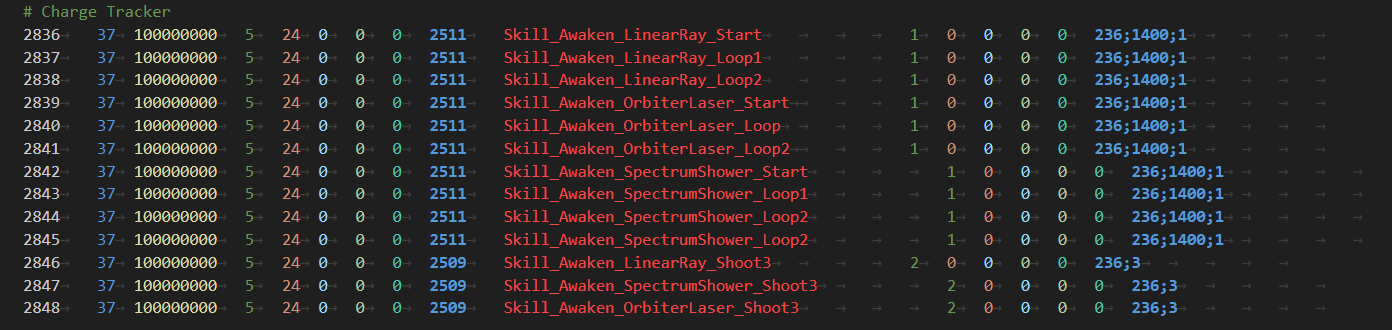 # Charge Tracker
2836 37 100000000 5 24 0 0 0 2511 Skill_Awaken_LinearRay_Start 1 0 0 0 0 236;1400;1
2837 37 100000000 5 24 0 0 0 2511 Skill_Awaken_LinearRay_Loop1 1 0 0 0 0 236;1400;1
2838 37 100000000 5 24 0 0 0 2511 Skill_Awaken_LinearRay_Loop2 1 0 0 0 0 236;1400;1
2839 37 100000000 5 24 0 0 0 2511 Skill_Awaken_OrbiterLaser_Start 1 0 0 0 0 236;1400;1
2840 37 100000000 5 24 0 0 0 2511 Skill_Awaken_OrbiterLaser_Loop 1 0 0 0 0 236;1400;1
2841 37 100000000 5 24 0 0 0 2511 Skill_Awaken_OrbiterLaser_Loop2 1 0 0 0 0 236;1400;1
2842 37 100000000 5 24 0 0 0 2511 Skill_Awaken_SpectrumShower_Start 1 0 0 0 0 236;1400;1
2843 37 100000000 5 24 0 0 0 2511 Skill_Awaken_SpectrumShower_Loop1 1 0 0 0 0 236;1400;1
2844 37 100000000 5 24 0 0 0 2511 Skill_Awaken_SpectrumShower_Loop2 1 0 0 0 0 236;1400;1
2845 37 100000000 5 24 0 0 0 2511 Skill_Awaken_SpectrumShower_Loop2 1 0 0 0 0 236;1400;1
2846 37 100000000 5 24 0 0 0 2509 Skill_Awaken_LinearRay_Shoot3 2 0 0 0 0 236;3
2847 37 100000000 5 24 0 0 0 2509 Skill_Awaken_SpectrumShower_Shoot3 2 0 0 0 0 236;3
2848 37 100000000 5 24 0 0 0 2509 Skill_Awaken_OrbiterLaser_Shoot3 2 0 0 0 0 236;3